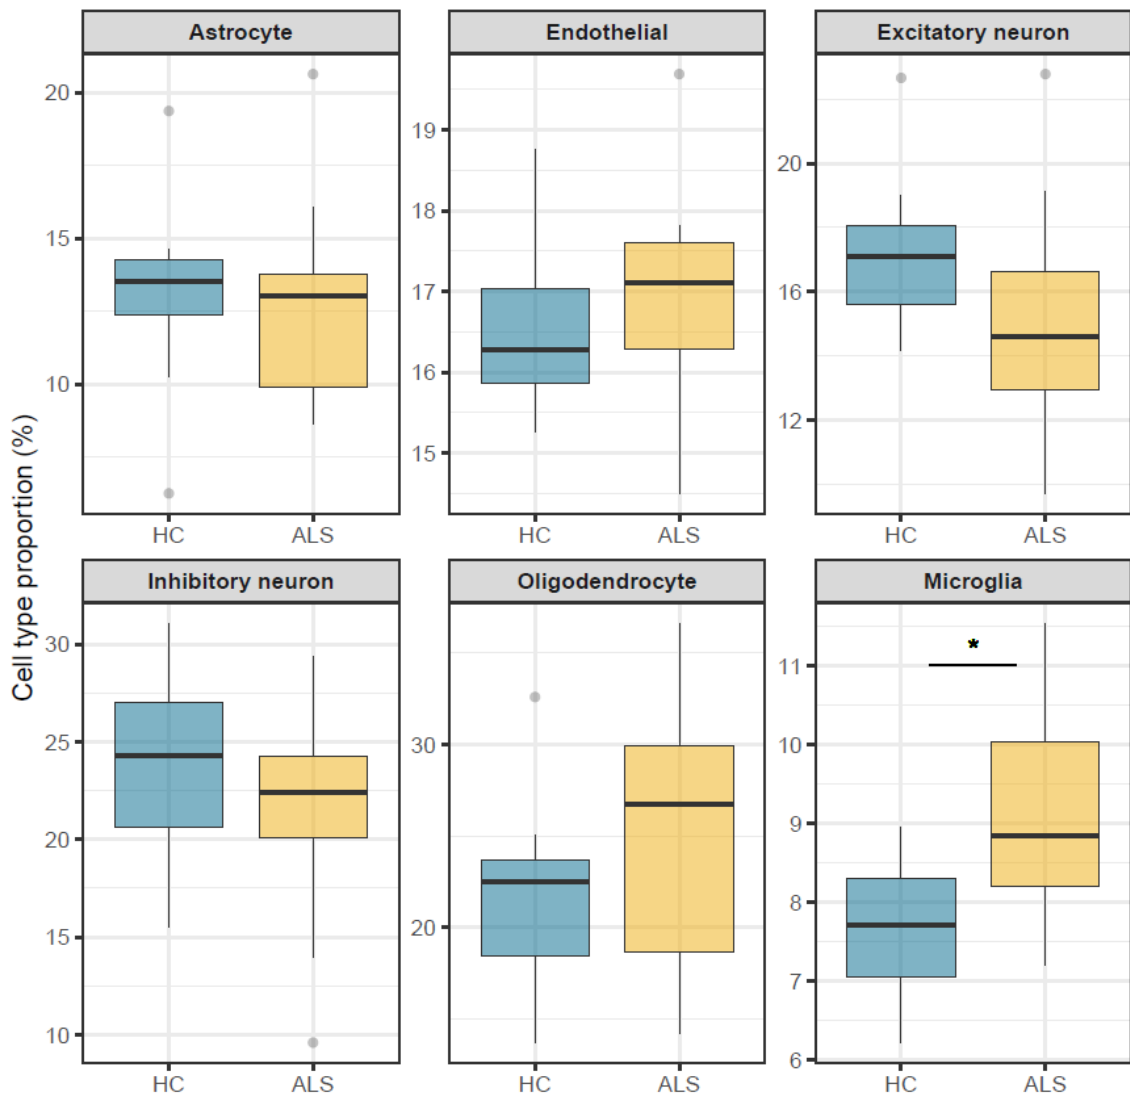 Cell type proportion (%)
Astrocyte
20
15
10
HC ALS
Endothelial
19
18
17
16
15
HC ALS
Excitatory neuron
20
16
12
HC ALS
Inhibitory neuron
30
25
20
15
10
HC ALS
Oligodendrocyte
30
20
HC ALS
Microglia
*
11
10
9
8
7
6
HC ALS